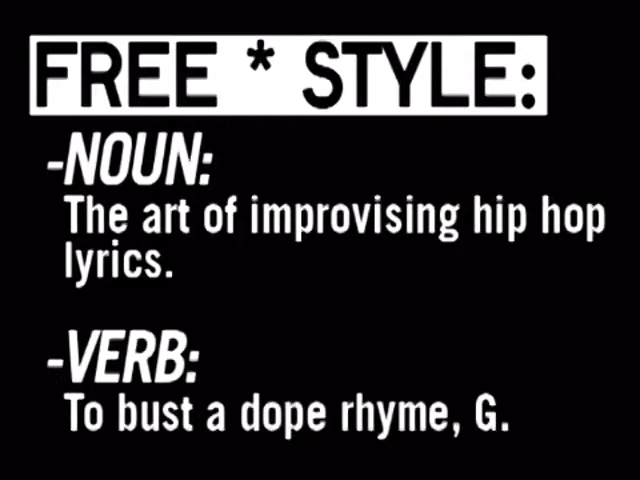 FREE * STYLE:
-NOUN:
The art of improvising hip hop
lyrics.
-VERB:
To bust a dope rhyme, G.